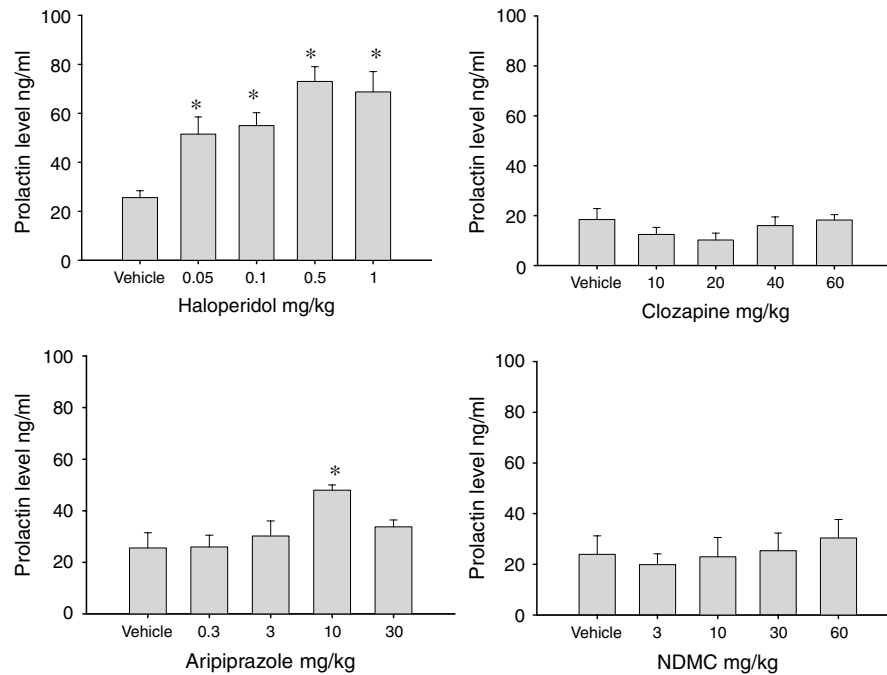 100
80
60
40
20
0
Prolactin level ng/ml
* * * *
Vehicle 0.05 0.1 0.5 1
Haloperidol mg/kg
100
80
60
40
20
0
Prolactin level ng/ml
Vehicle 10 20 40 60
Clozapine mg/kg
100
80
60
40
20
0
Prolactin level ng/ml
*
Vehicle 0.3 3 10 30
Aripiprazole mg/kg
100
80
60
40
20
0
Prolactin level ng/ml
Vehicle 3 10 30 60
NDMC mg/kg